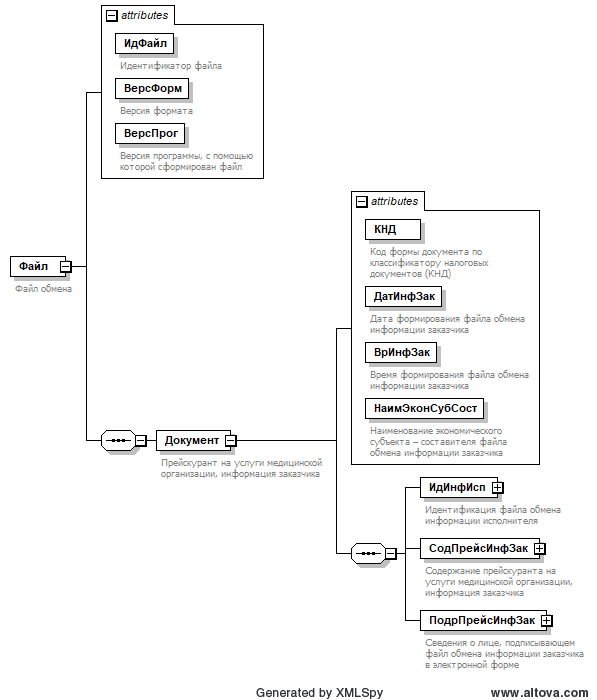 attributes
ИдФайл
Идентификатор файла
ВерсФорм
Версия формата
ВерсПрог
Версия программы, с помощью
которой сформирован файл
Файл
Файл обмена
Документ
Прейскурант на услуги медицинской
организации, информация заказчика
attributes
КНД
Код формы документа по
классификатору налоговых
документов (КНД)
ДатИнфЗак
Дата формирования файла обмена
информации заказчика
ВрИнфЗак
Время формирования файла обмена
информации заказчика
НаимЭконСубСост
Наименование экономического
субъекта – составителя файла
обмена информации заказчика
ИдИнфИсп
Идентификация файла обмена
информации исполнителя
СодПрейсИнфЗак
Содержание прейскуранта на
услуги медицинской организации,
информация заказчика
ПодрПрейсИнфЗак
Сведения о лице, подписывающем
файл обмена информации заказчика
в электронной форме
Generated by XMLSpy
www.altova.com